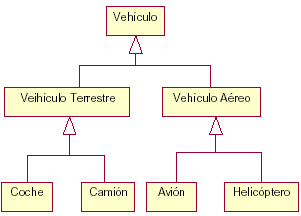 Vehículo
Veihículo Terrestre
Vehículo Aéreo
Coche
Camión
Avión
Helicóptero